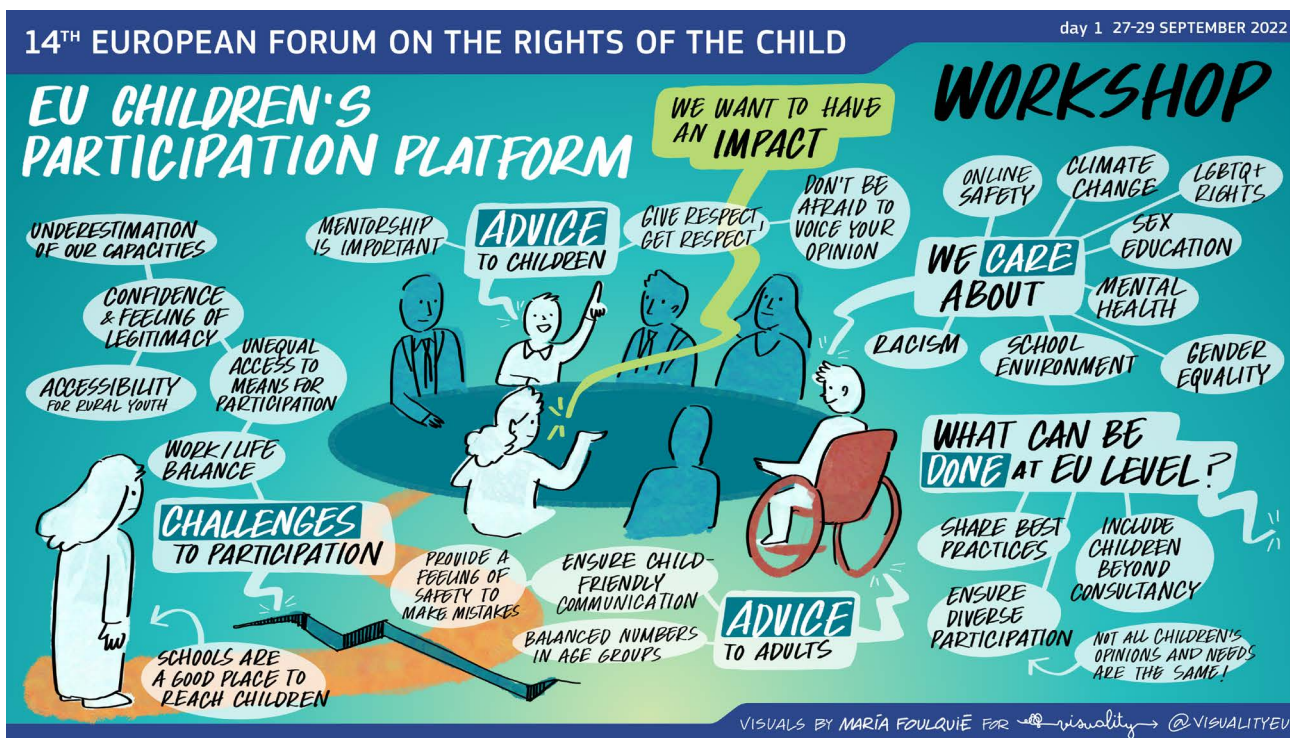 14TH EUROPEAN FORUM ON THE RIGHTS OF THE CHILD
day 1 27-29 SEPTEMBER 2022
EU CHILDREN'S
PARTICIPATION PLATFORM
WE WANT TO HAVE
AN IMPACT
WORKSHOP
UNDERESTIMATION
OF OUR CAPACITIES
CONFIDENCE
& FEELING OF
LEGITIMACY
UNEQUAL
ACCESS TO
MEANS FOR
PARTICIPATION
ACCESSIBILITY
FOR RURAL YOUTH
WORK/LIFE
BALANCE
CHALLENGES
TO PARTICIPATION
SCHOOLS ARE
A GOOD PLACE TO
REACH CHILDREN
MENTORSHIP
IS IMPORTANT
ADVICE
TO CHILDREN
GIVE RESPECT,
GET RESPECT
DON'T BE
AFRAID TO
VOICE YOUR
OPINION
ONLINE
SAFETY
CLIMATE
CHANGE
LGBTQ+
RIGHTS
SEX
EDUCATION
WE CARE
ABOUT
MENTAL
HEALTH
RACISM
SCHOOL
ENVIRONMENT
GENDER
EQUALITY
WHAT CAN BE
DONE AT EU LEVEL?
SHARE BEST
PRACTICES
INCLUDE
CHILDREN
BEYOND
CONSULTANCY
ENSURE
DIVERSE
PARTICIPATION
NOT ALL CHILDREN'S
OPINIONS AND NEEDS
ARE THE SAME!
PROVIDE A
FEELING OF
SAFETY TO
MAKE MISTAKES
ENSURE CHILD-
FRIENDLY
COMMUNICATION
BALANCED NUMBERS
IN AGE GROUPS
ADVICE
TO ADULTS
VISUALS BY MARÍA FOULQUIÉ FOR visuality @VISUALITYEU